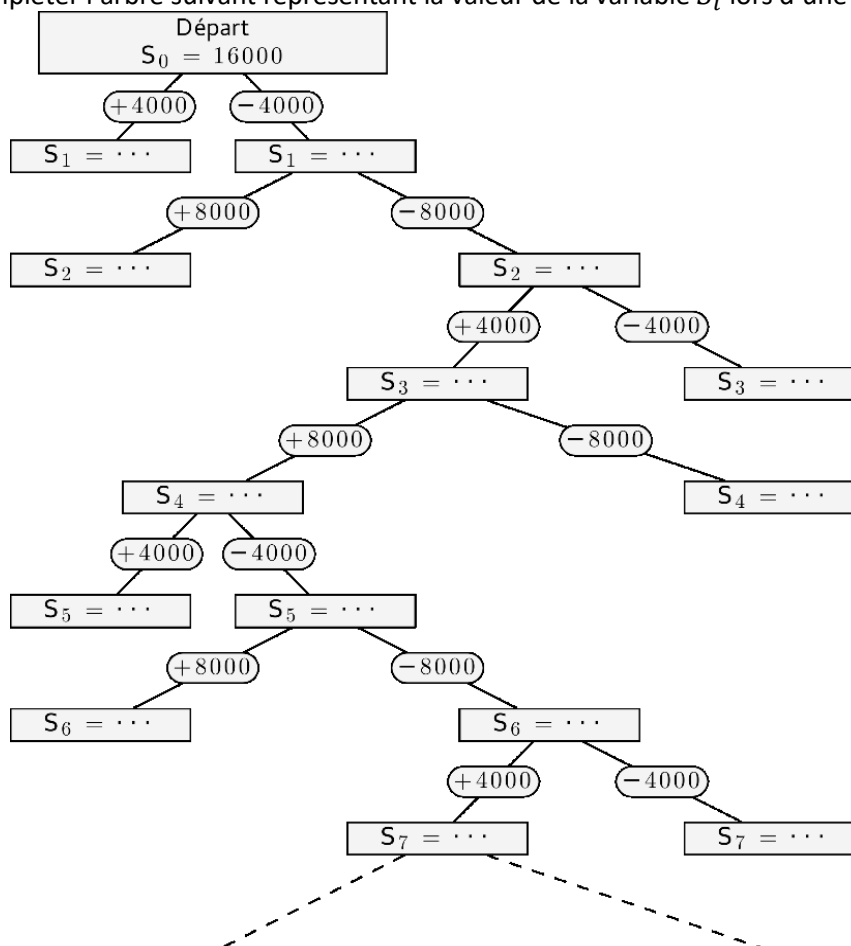 pléter l'arbre suivant représentant la valeur de la variable lors d'une
Départ
S₀ = 16000
+4000 −4000
S₁ = ··· S₁ = ···
+8000 −8000
S₂ = ··· S₂ = ···
+4000 −4000
S₃ = ··· S₃ = ···
+8000 −8000
S₄ = ··· S₄ = ···
+4000 −4000
S₅ = ··· S₅ = ···
+8000 −8000
S₆ = ··· S₆ = ···
+4000 −4000
S₇ = ··· S₇ = ···